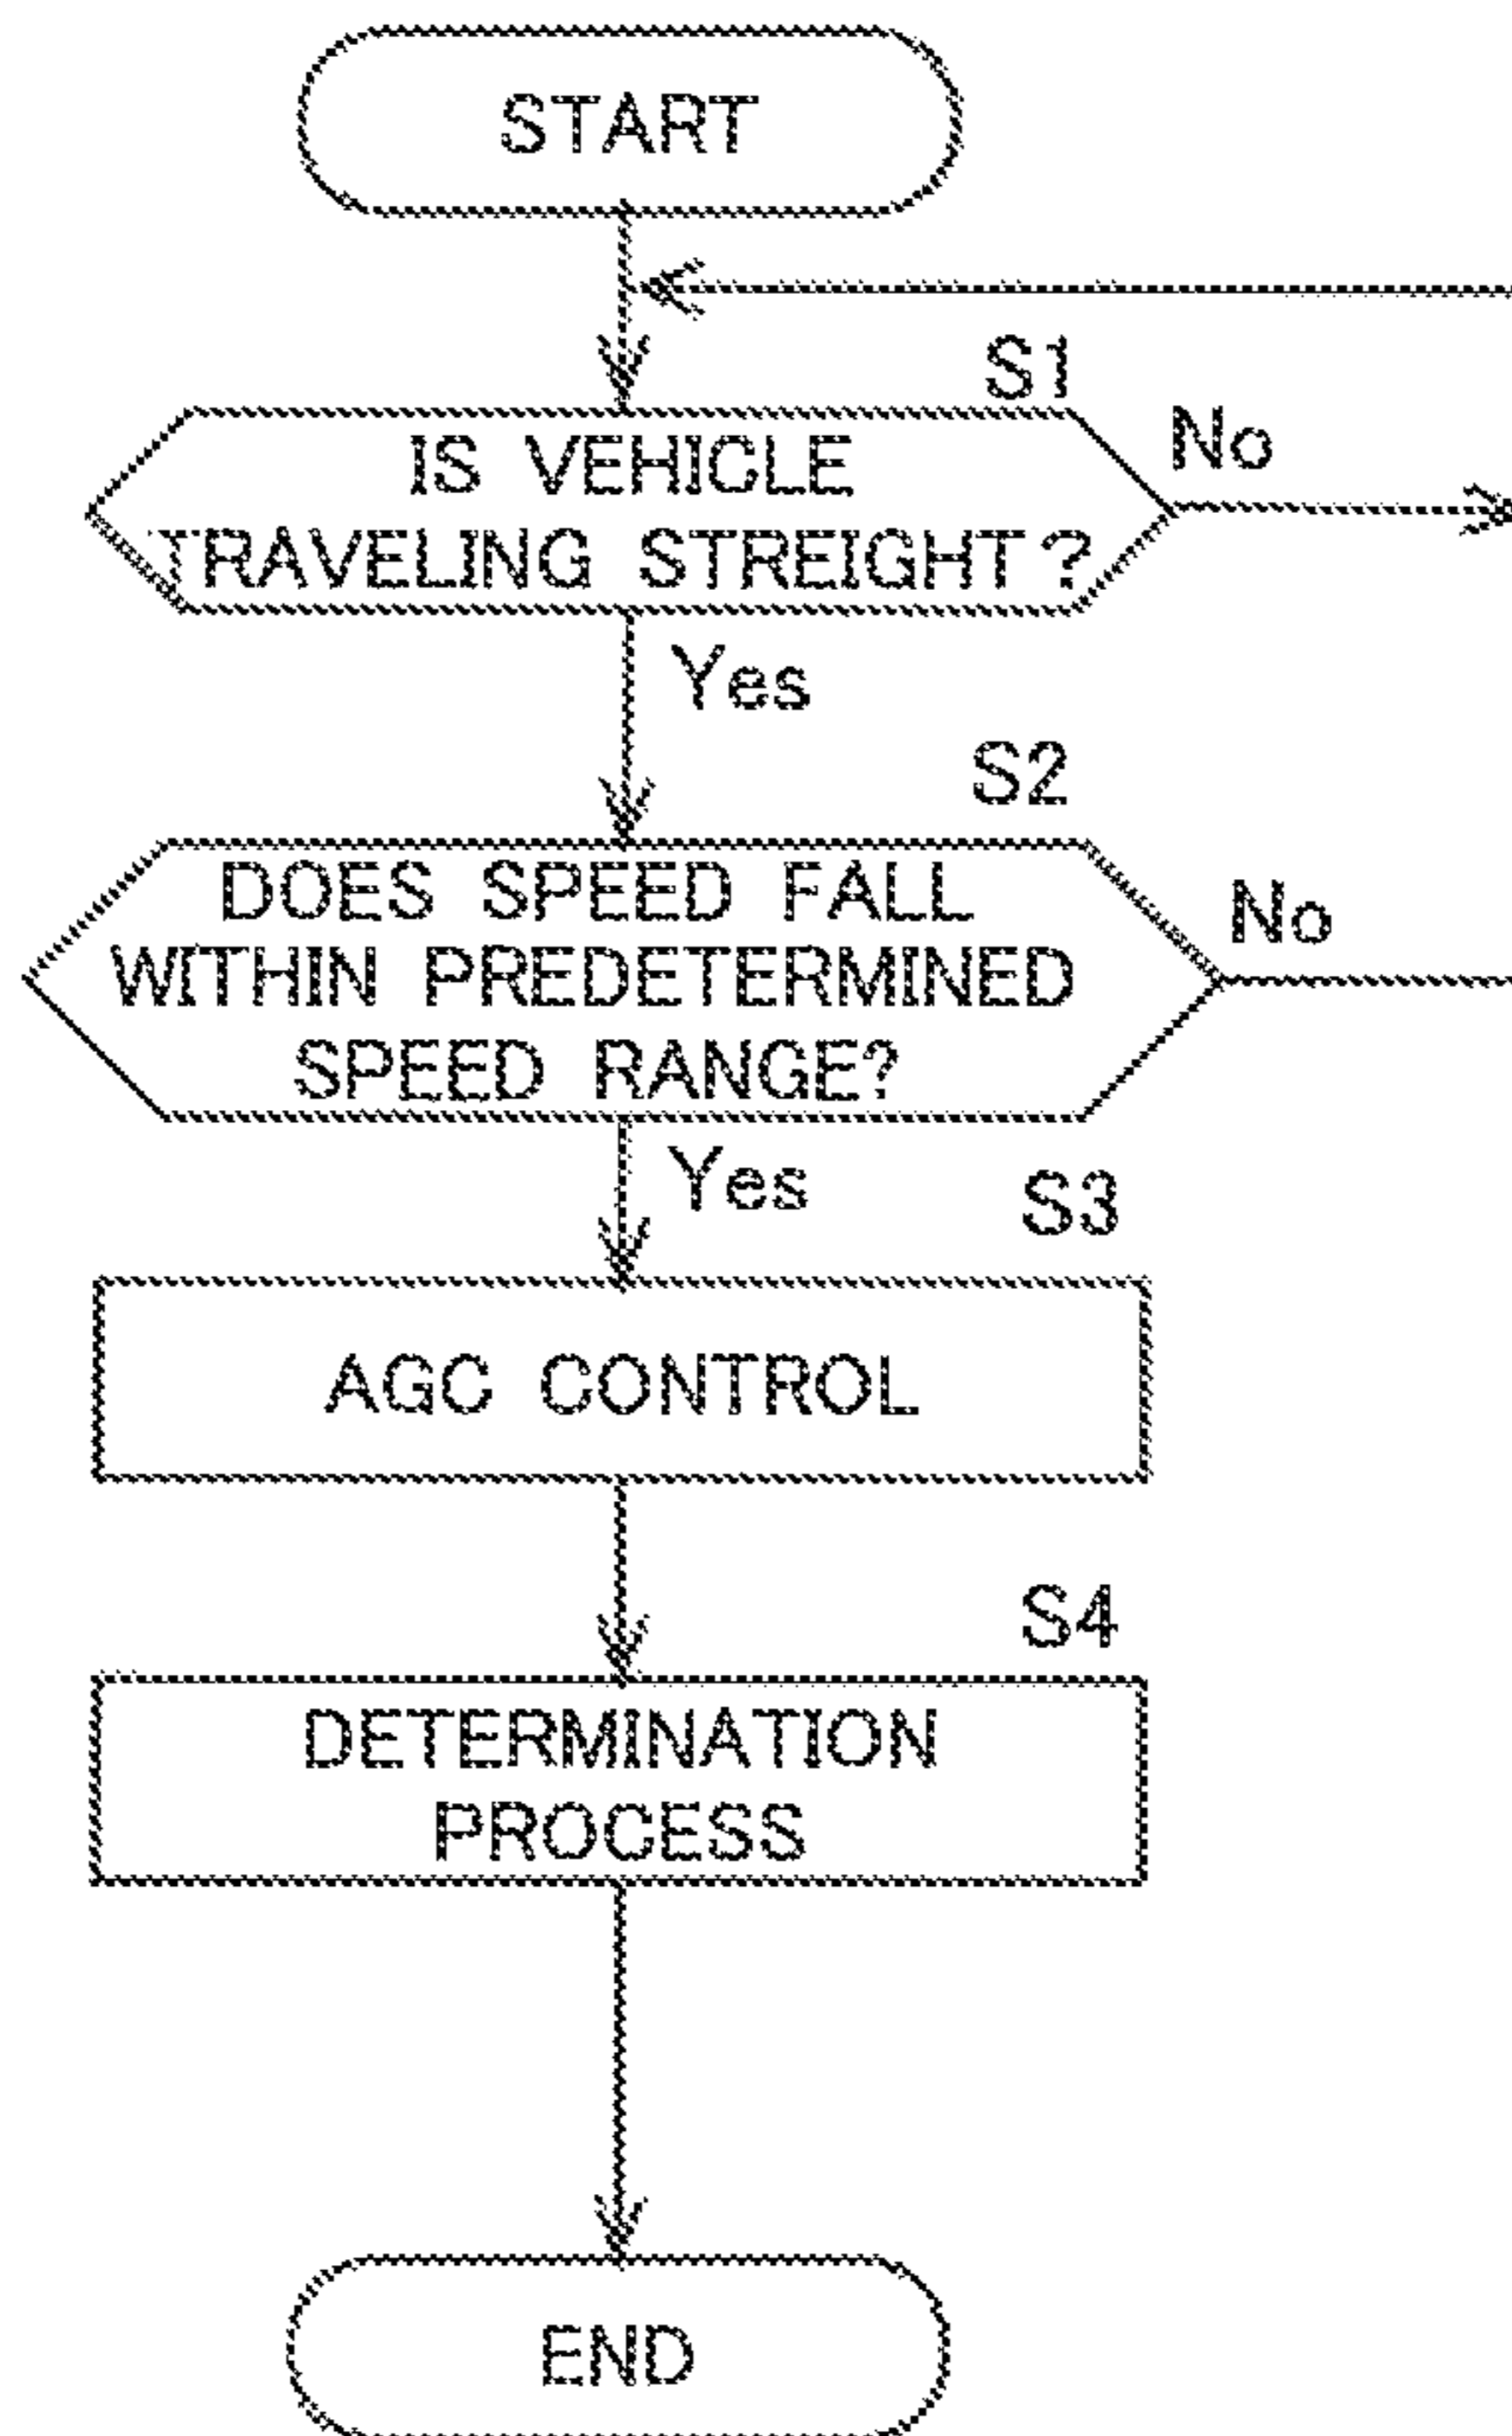 START
S1
IS VEHICLE
TRAVELING STREIGHT?
No
Yes
S2
DOES SPEED FALL
WITHIN PREDETERMINED
SPEED RANGE?
No
Yes
S3
AGC CONTROL
S4
DETERMINATION
PROCESS
END